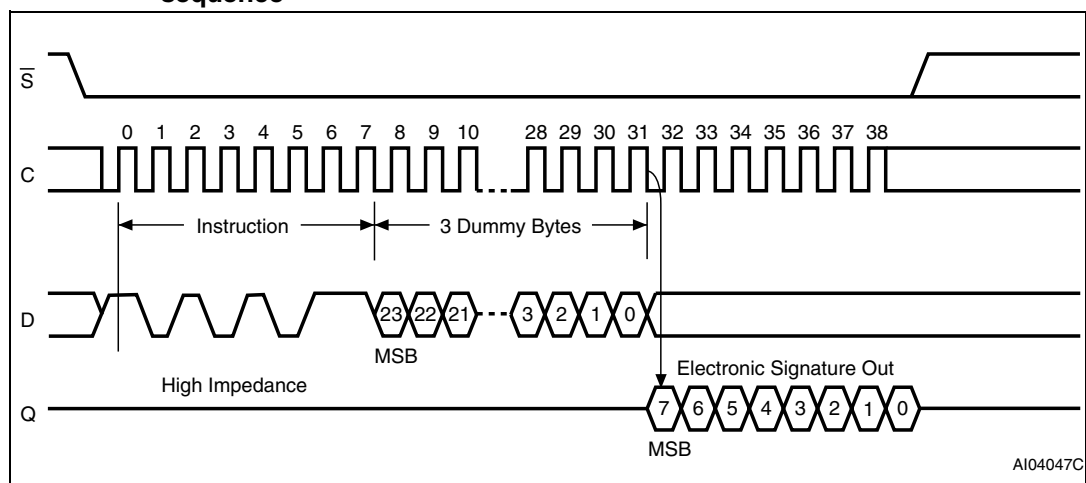 sequence
S
0 1 2 3 4 5 6 7 8 9 10 28 29 30 31 32 33 34 35 36 37 38
C
Instruction 3 Dummy Bytes
D 23 22 21 3 2 1 0
MSB
High Impedance Electronic Signature Out
Q 7 6 5 4 3 2 1 0
MSB
AI04047C